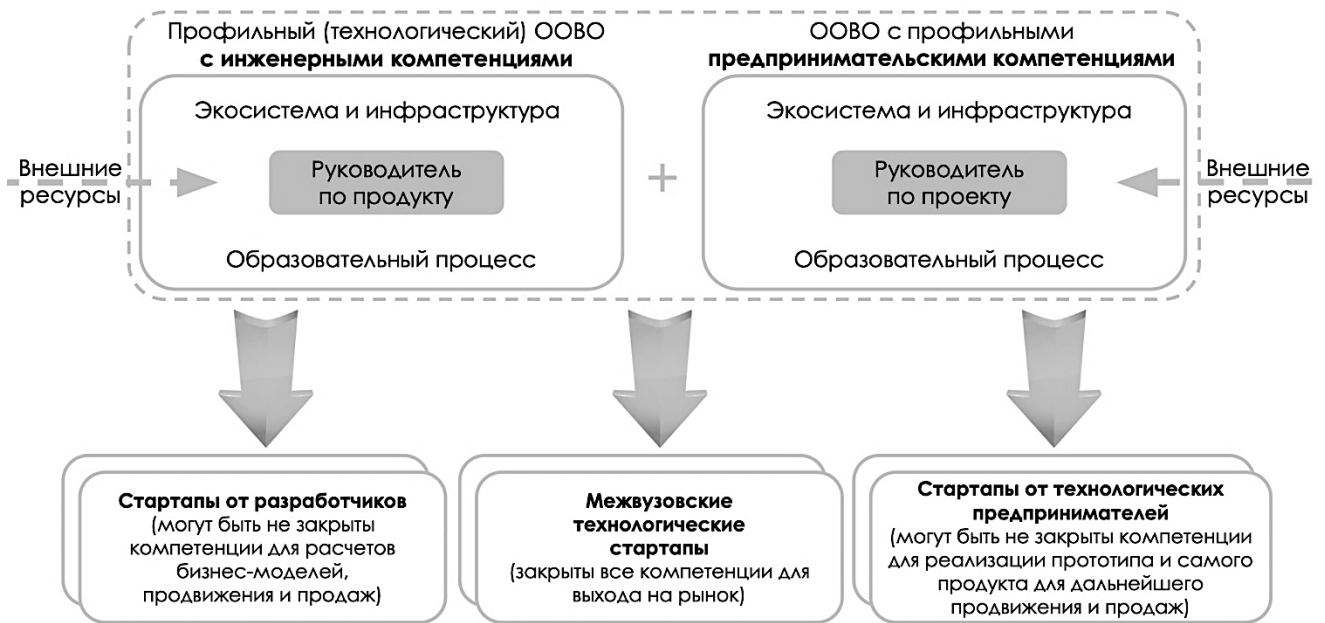 Профильный (технологический) ООВО
с инженерными компетенциями
Экосистема и инфраструктура
Внешние
ресурсы
Руководитель
по продукту
Образовательный процесс
+
ООВО с профильными
предпринимательскими компетенциями
Экосистема и инфраструктура
Руководитель
по проекту
Внешние
ресурсы
Образовательный процесс
Стартапы от разработчиков
(могут быть не закрыты
компетенции для расчетов
бизнес-моделей,
продвижения и продаж)
Межвузовские
технологические
стартапы
(закрыты все компетенции для
выхода на рынок)
Стартапы от технологических
предпринимателей
(могут быть не закрыты компетенции
для реализации прототипа и самого
продукта для дальнейшего
продвижения и продаж)